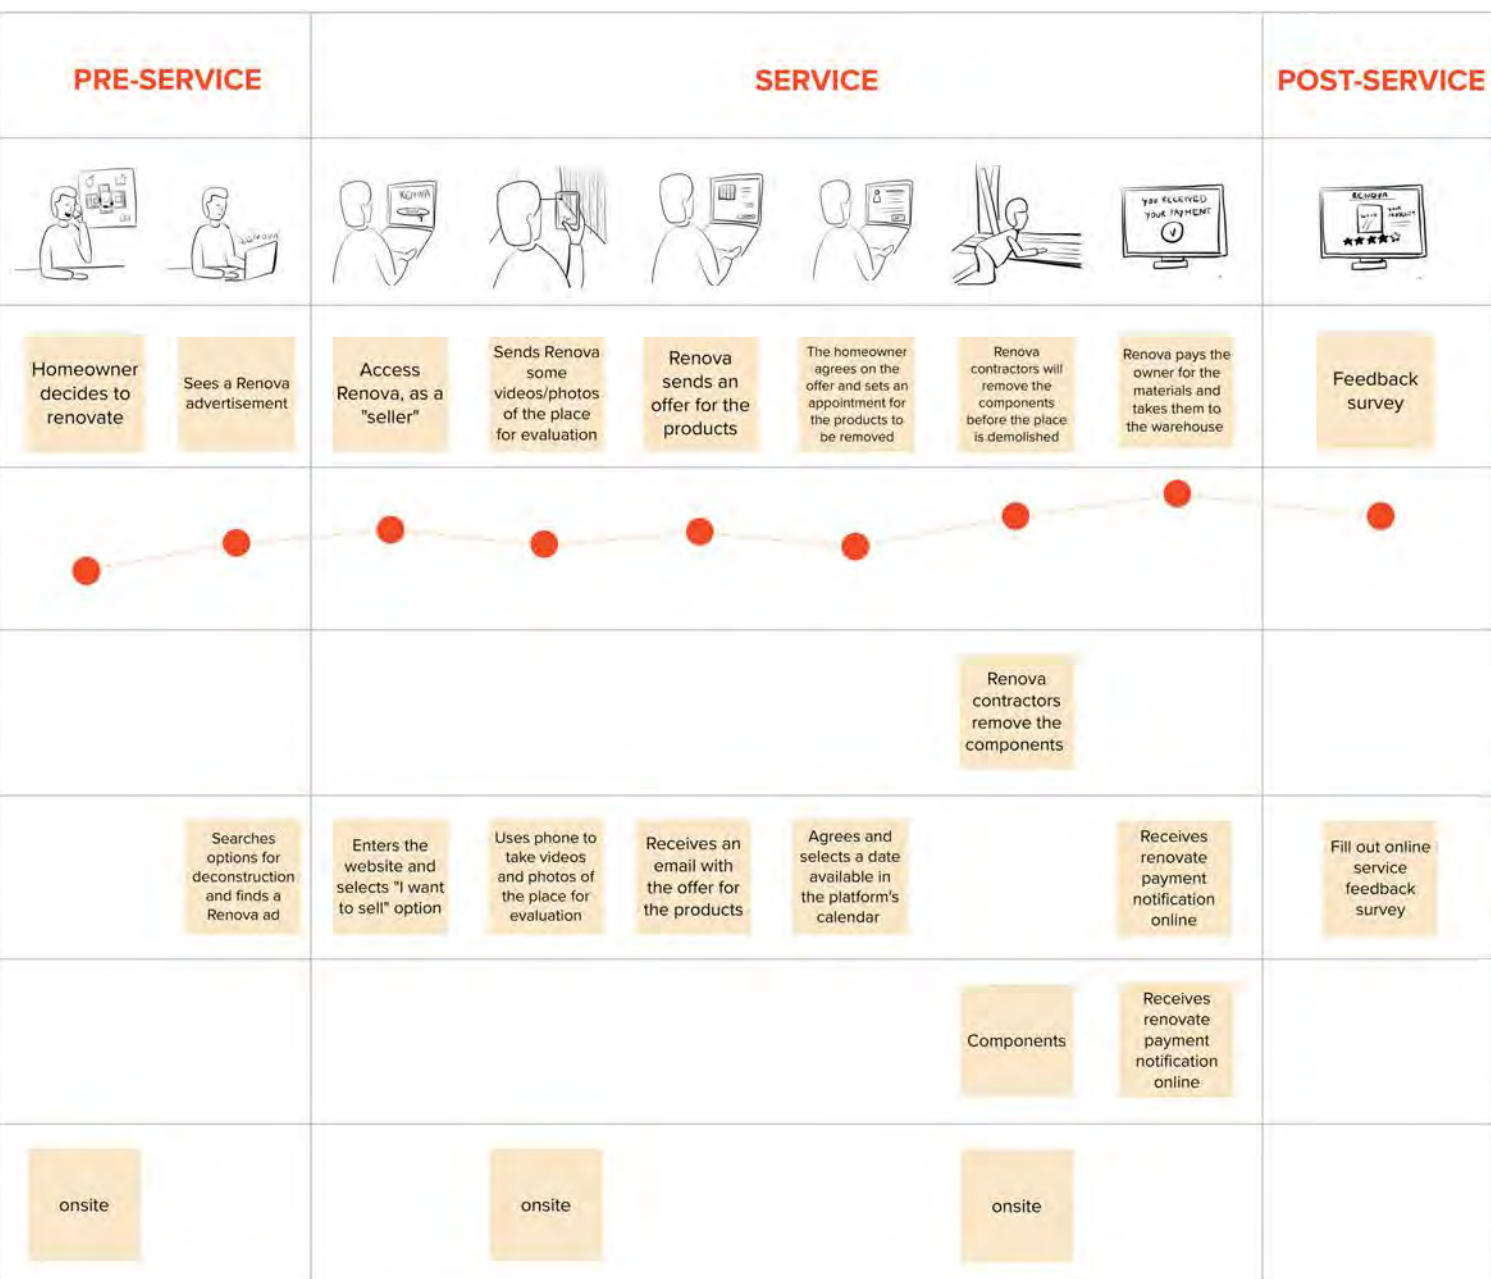 PRE-SERVICE
SERVICE
POST-SERVICE
RENOVA
RENOVA
YOU RECEIVED
YOUR PAYMENT
RENOVA
YOUR
PRODUCT
Homeowner
decides to
renovate
Sees a Renova
advertisement
Access
Renova, as a
"seller"
Sends Renova
some
videos/photos
of the place
for evaluation
Renova
sends an
offer for the
products
The homeowner
agrees on the
offer and sets an
appointment for
the products to
be removed
Renova
contractors will
remove the
components
before the place
is demolished
Renova pays the
owner for the
materials and
takes them to
the warehouse
Feedback
survey
Renova
contractors
remove the
components
Searches
options for
deconstruction
and finds a
Renova ad
Enters the
website and
selects "I want
to sell" option
Uses phone to
take videos
and photos of
the place for
evaluation
Receives an
email with
the offer for
the products
Agrees and
selects a date
available in
the platform's
calendar
Receives
renovate
payment
notification
online
Fill out online
service
feedback
survey
Components
Receives
renovate
payment
notification
online
onsite
onsite
onsite